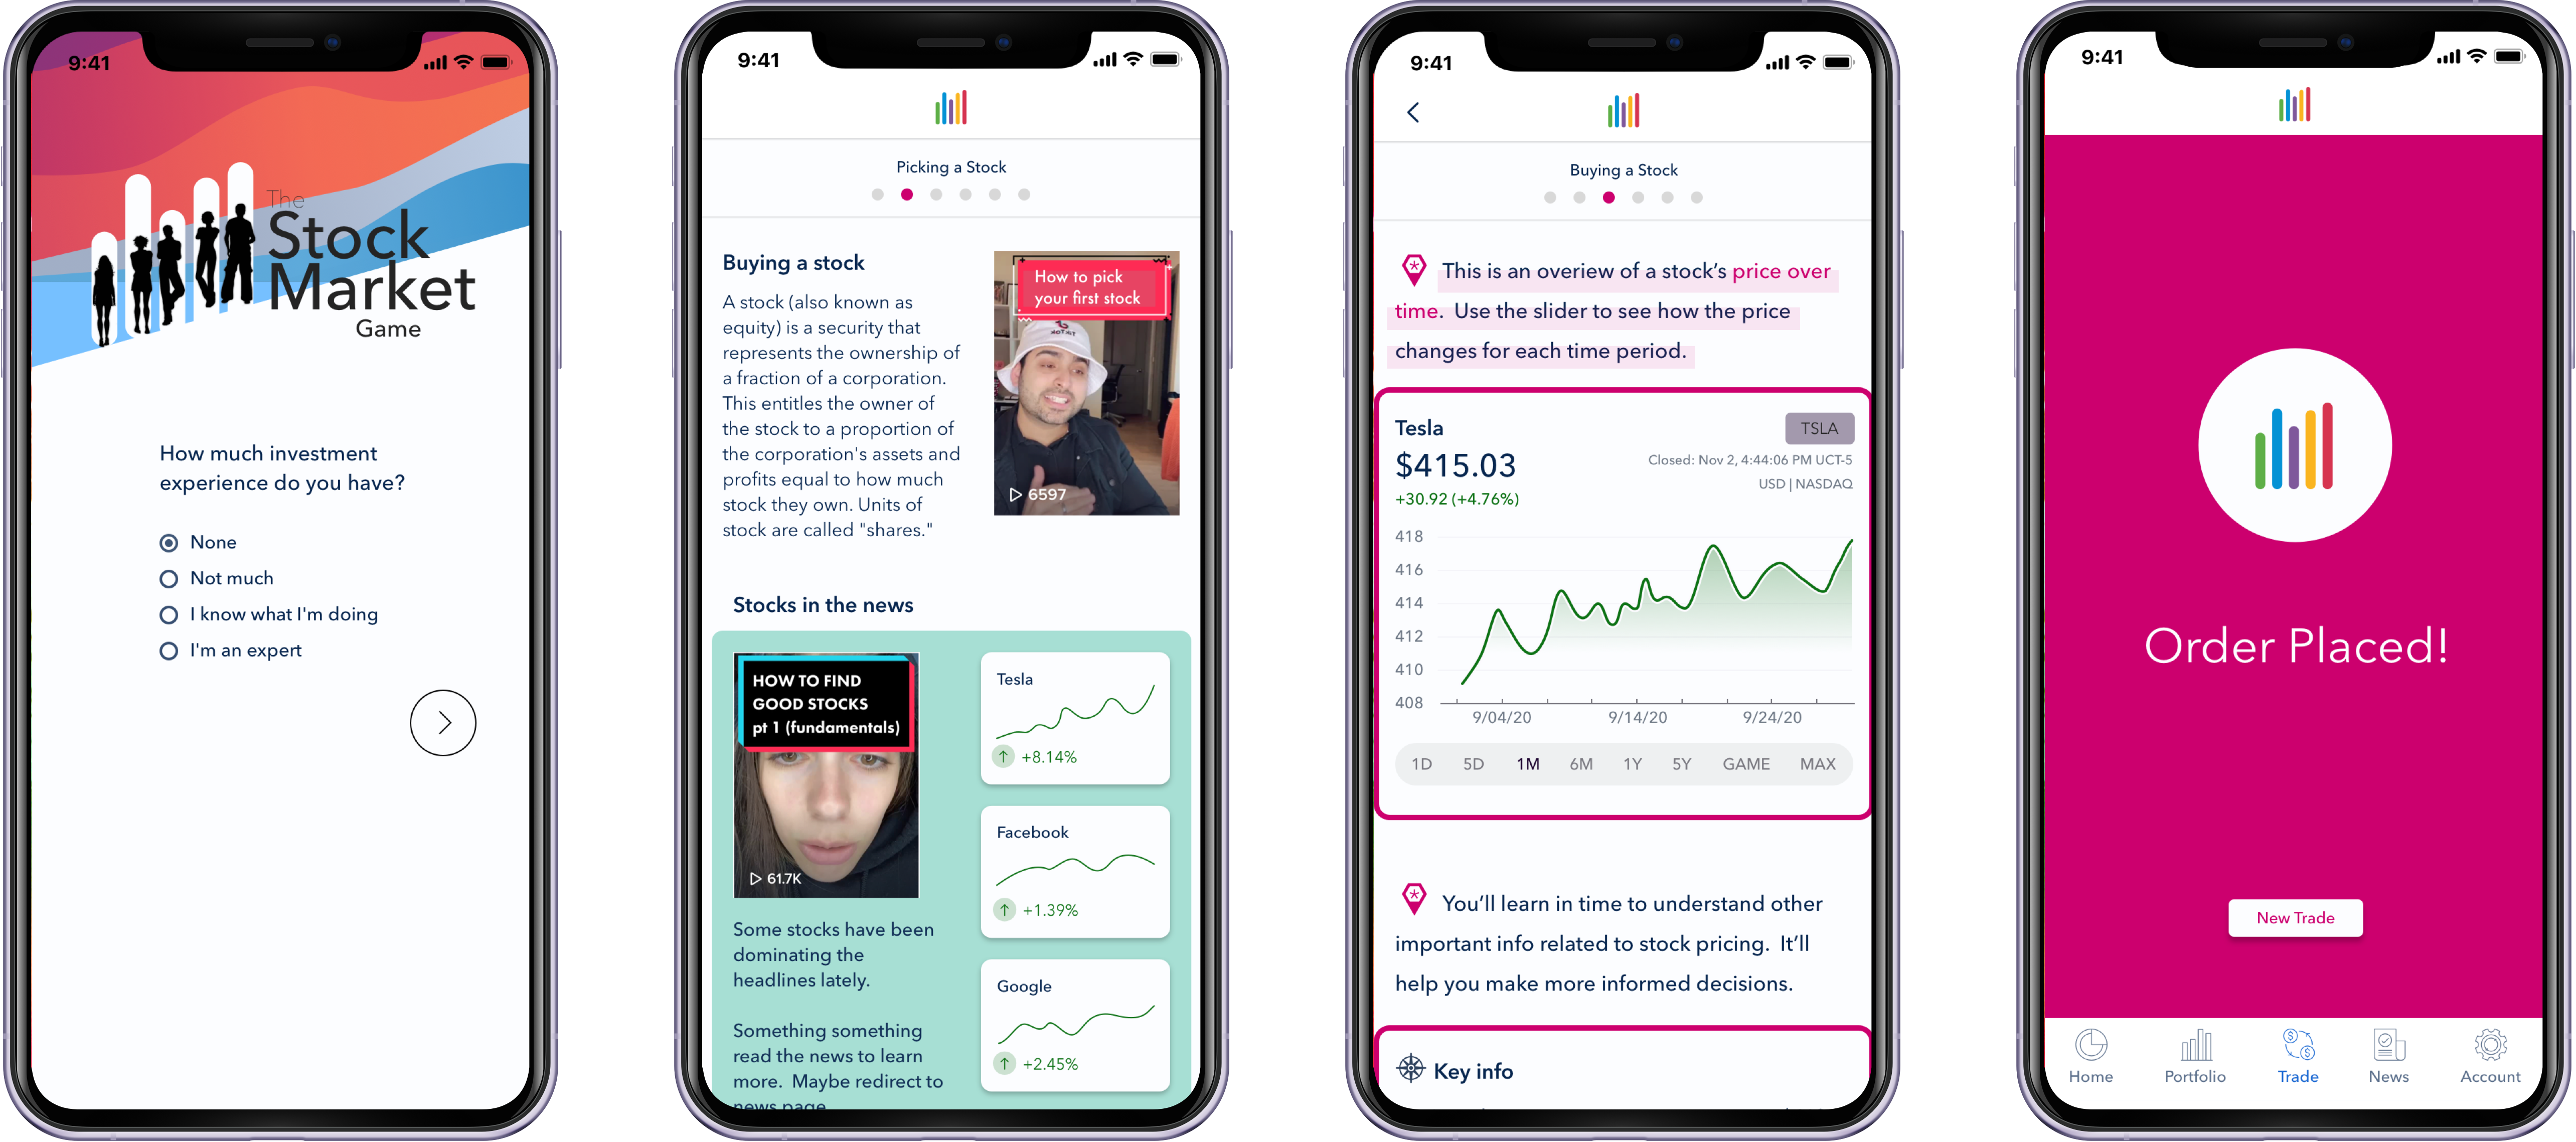 9:41
The
Stock
Market
Game
How much investment
experience do you have?
None
Not much
I know what I'm doing
I'm an expert
9:41
Picking a Stock
Buying a stock
A stock (also known as
equity) is a security that
represents the ownership of
a fraction of a corporation.
This entitles the owner of
the stock to a proportion of
the corporation's assets and
profits equal to how much
stock they own. Units of
stock are called "shares."
How to pick
your first stock
6597
Stocks in the news
HOW TO FIND
GOOD STOCKS
pt 1 (fundamentals)
61.7K
Some stocks have been
dominating the
headlines lately.
Something something
read the news to learn
more. Maybe redirect to
news page
Tesla
+8.14%
Facebook
+1.39%
Google
+2.45%
9:41
Buying a Stock
This is an overiew of a stock's price over
time. Use the slider to see how the price
changes for each time period.
Tesla
TSLA
$415.03
Closed: Nov 2, 4:44:06 PM UCT-5
+30.92 (+4.76%)
USD | NASDAQ
418
416
414
412
410
408
9/04/20 9/14/20 9/24/20
1D 5D 1M 6M 1Y 5Y GAME MAX
You'll learn in time to understand other
important info related to stock pricing. It'll
help you make more informed decisions.
Key info
9:41
Order Placed!
New Trade
Home Portfolio Trade News Account